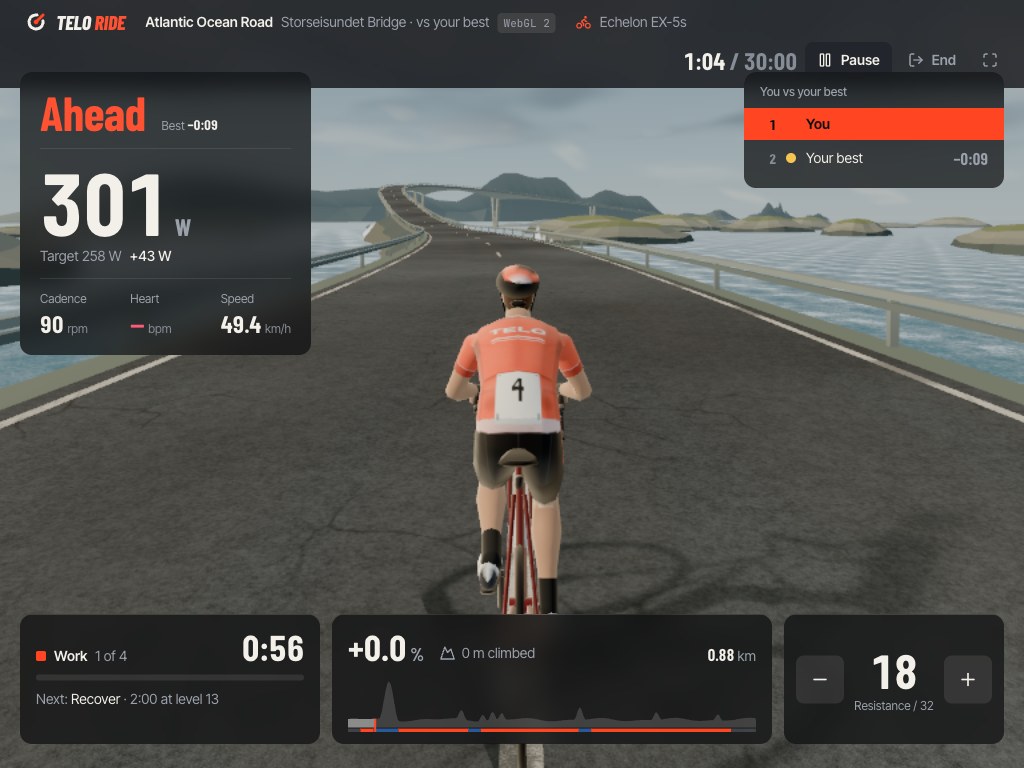 TELO RIDE Atlantic Ocean Road Storseisundet Bridge · vs your best WebGL 2 Echelon EX-5s
1:04 / 30:00 Pause End
Ahead Best −0:09
301 W
Target 258 W +43 W
Cadence Heart Speed
90 rpm – bpm 49.4 km/h
You vs your best
1 You
2 Your best −0:09
TELO
4
Work 1 of 4 0:56
Next: Recover · 2:00 at level 13
+0.0 % 0 m climbed 0.88 km
− 18 +
Resistance / 32